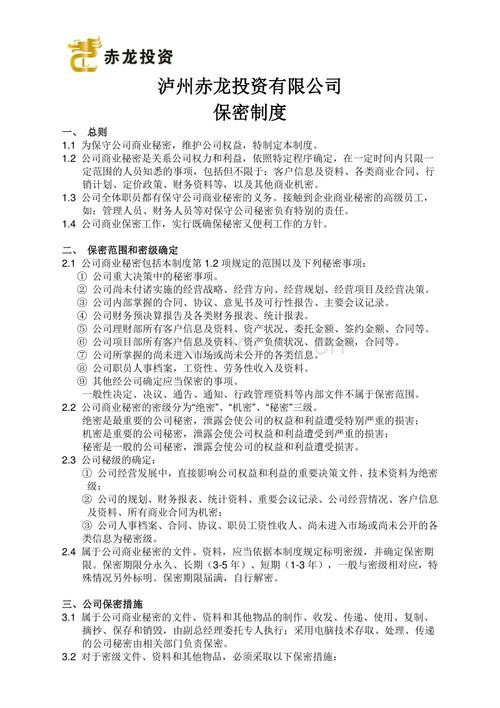 赤龙投资
泸州赤龙投资有限公司
保密制度
一、 总则
1.1 为保守公司商业秘密，维护公司权益，特制定本制度。
1.2 公司商业秘密是关系公司权力和利益，依照特定程序确定，在一定时间内只限一
定范围的人员知悉的事项，包括但不限于：客户信息及资料、各类商业合同、行
销计划、定价政策、财务资料等，以及其他商业机密。
1.3 公司全体职员都有保守公司商业秘密的义务。接触到企业商业秘密的高级员工，
如：管理人员、财务人员等对保守公司秘密负有特别的责任。
1.4 公司商业保密工作，实行既确保秘密又便利工作的方针。
二、 保密范围和密级确定
2.1 公司商业秘密包括本制度第 1.2 项规定的范围以及下列秘密事项：
① 公司重大决策中的秘密事项。
② 公司尚未付诸实施的经营战略、经营方向、经营规划、经营项目及经营决策。
③ 公司内部掌握的合同、协议、意见书及可行性报告、主要会议记录。
④ 公司财务预决算报告及各类财务报表、统计报表。
⑤ 公司理财部所有客户信息及资料、资产状况、委托金额、签约金额、合同等。
⑥ 公司项目部所有客户信息及资料、资产负债状况、借款金额，合同等。
⑦ 公司所掌握的尚未进入市场或尚未公开的各类信息。
⑧ 公司职员人事档案，工资性、劳务性收入及资料。
⑨ 其他经公司确定应当保密的事项。
一般性决定、决议、通告、通知、行政管理资料等内部文件不属于保密范围。
2.2 公司商业秘密的密级分为“绝密”、“机密”、“秘密”三级。
绝密是最重要的公司秘密，泄露会使公司的权益和利益遭受特别严重的损害；
机密是重要的公司秘密，泄露会使公司权益和利益遭受到严重的损害；
秘密是一般的公司秘密，泄露会使公司的权益和利益遭受损害。
2.3 公司秘级的确定：
① 公司经营发展中，直接影响公司权益和利益的重要决策文件、技术资料为绝密
级；
② 公司的规划、财务报表、统计资料、重要会议记录、公司经营情况、客户信息
及资料、所有商业合同为机密；
③ 公司人事档案、合同、协议、职员工资性收入、尚未进入市场或尚未公开的各
类信息为秘密级。
2.4 属于公司商业秘密的文件、资料，应当依据本制度规定标明密级，并确定保密期
限。保密期限分永久、长期（3-5 年）、短期（1-3 年），一般与密级相对应，特
殊情况另外标明。保密期限届满，自行解密。
三、公司保密措施
3.1 属于公司商业秘密的文件、资料和其他物品的制作、收发、传递、使用、复制、
摘抄、保存和销毁，由副总经理委托专人执行；采用电脑技术存取、处理、传递
的公司秘密由相关部门负责保密。
3.2 对于密级文件、资料和其他物品，必须采取以下保密措施：